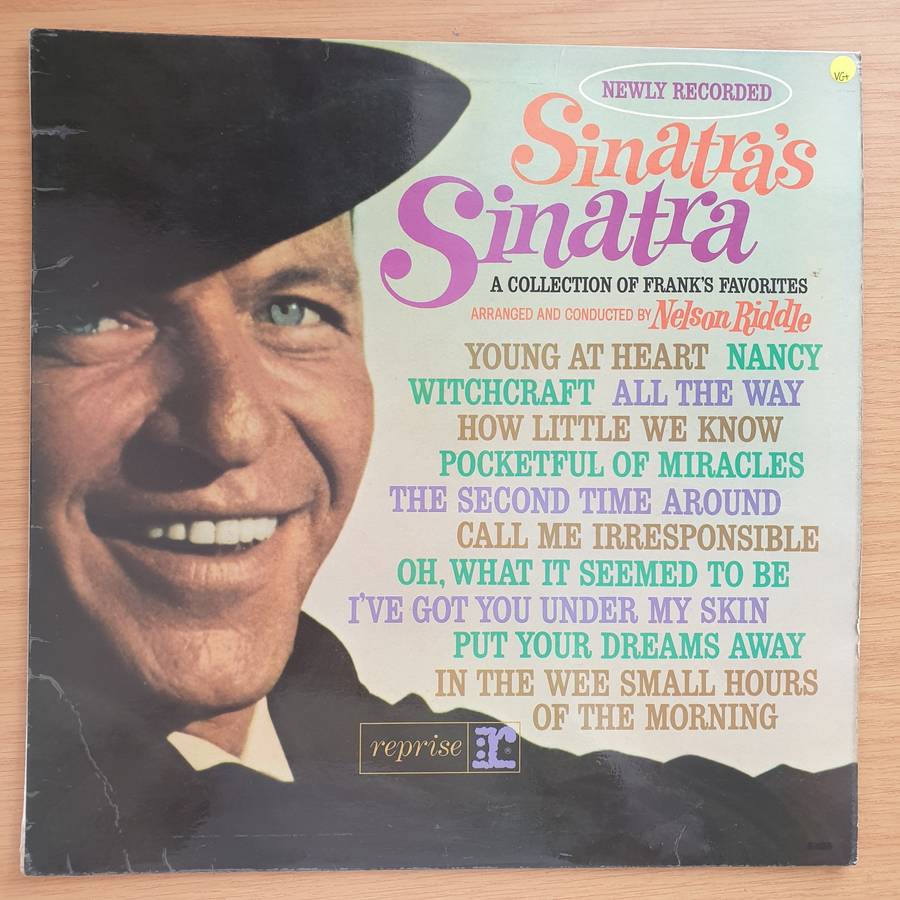 VG+
NEWLY RECORDED
Sinatra's
Sinatra
A COLLECTION OF FRANK'S FAVORITES
ARRANGED AND CONDUCTED BY Nelson Riddle
YOUNG AT HEART NANCY
WITCHCRAFT ALL THE WAY
HOW LITTLE WE KNOW
POCKETFUL OF MIRACLES
THE SECOND TIME AROUND
CALL ME IRRESPONSIBLE
OH, WHAT IT SEEMED TO BE
I'VE GOT YOU UNDER MY SKIN
PUT YOUR DREAMS AWAY
IN THE WEE SMALL HOURS
OF THE MORNING
reprise r ®